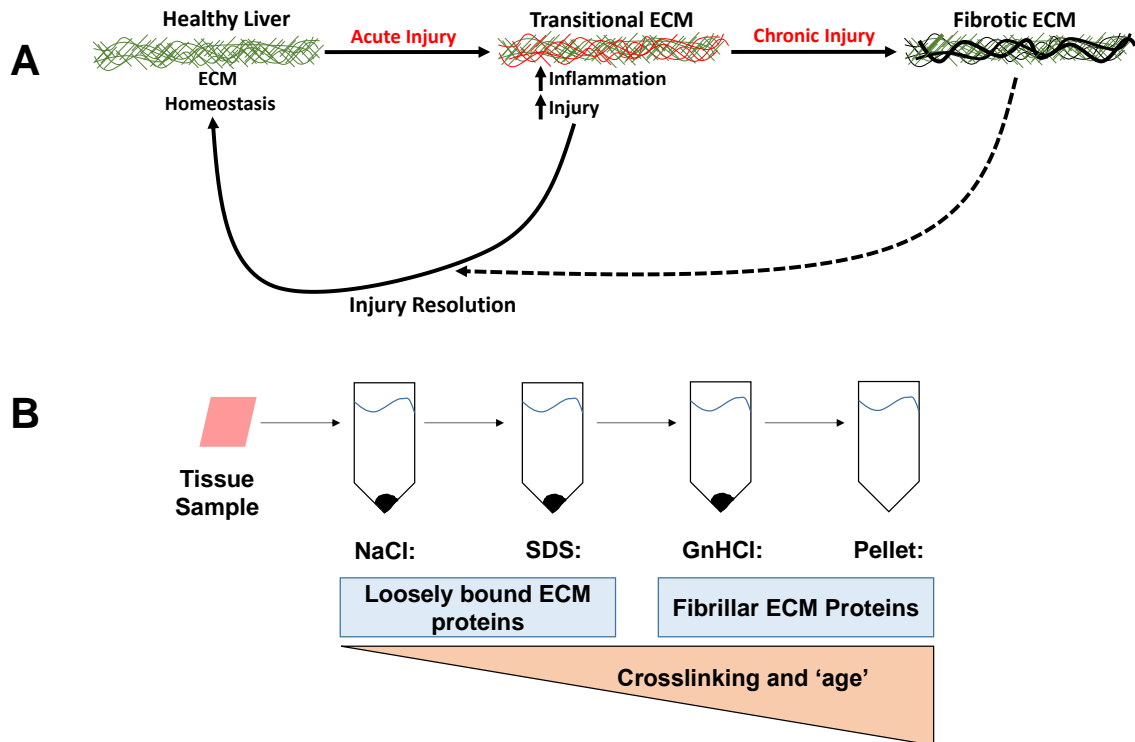 A
Healthy Liver
Acute Injury
Transitional ECM
Chronic Injury
Fibrotic ECM
ECM
Homeostasis
Inflammation
Injury
Injury Resolution
B
Tissue
Sample
NaCl:
SDS:
GnHCl:
Pellet:
Loosely bound ECM
proteins
Fibrillar ECM Proteins
Crosslinking and ‘age’